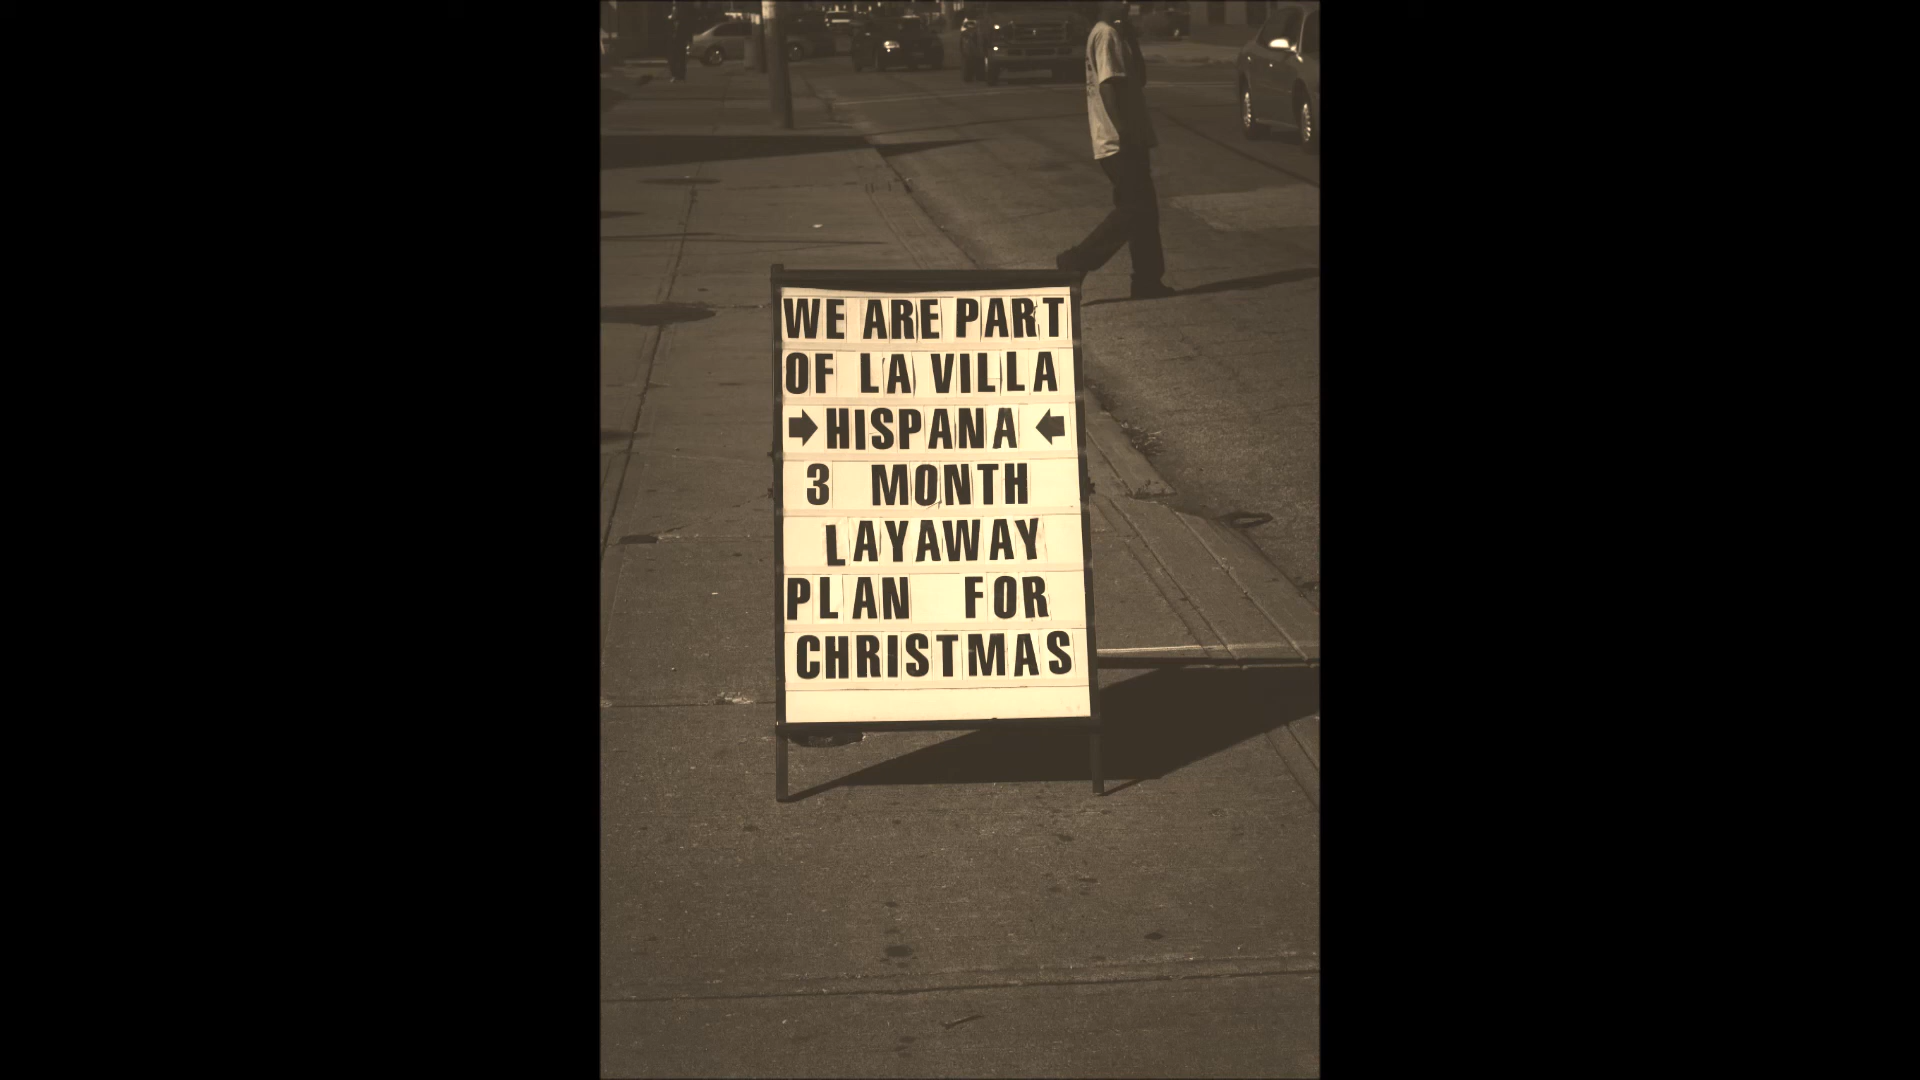 WE ARE PART
OF LA VILLA
➡HISPANA⬅
3 MONTH
LAYAWAY
PLAN FOR
CHRISTMAS